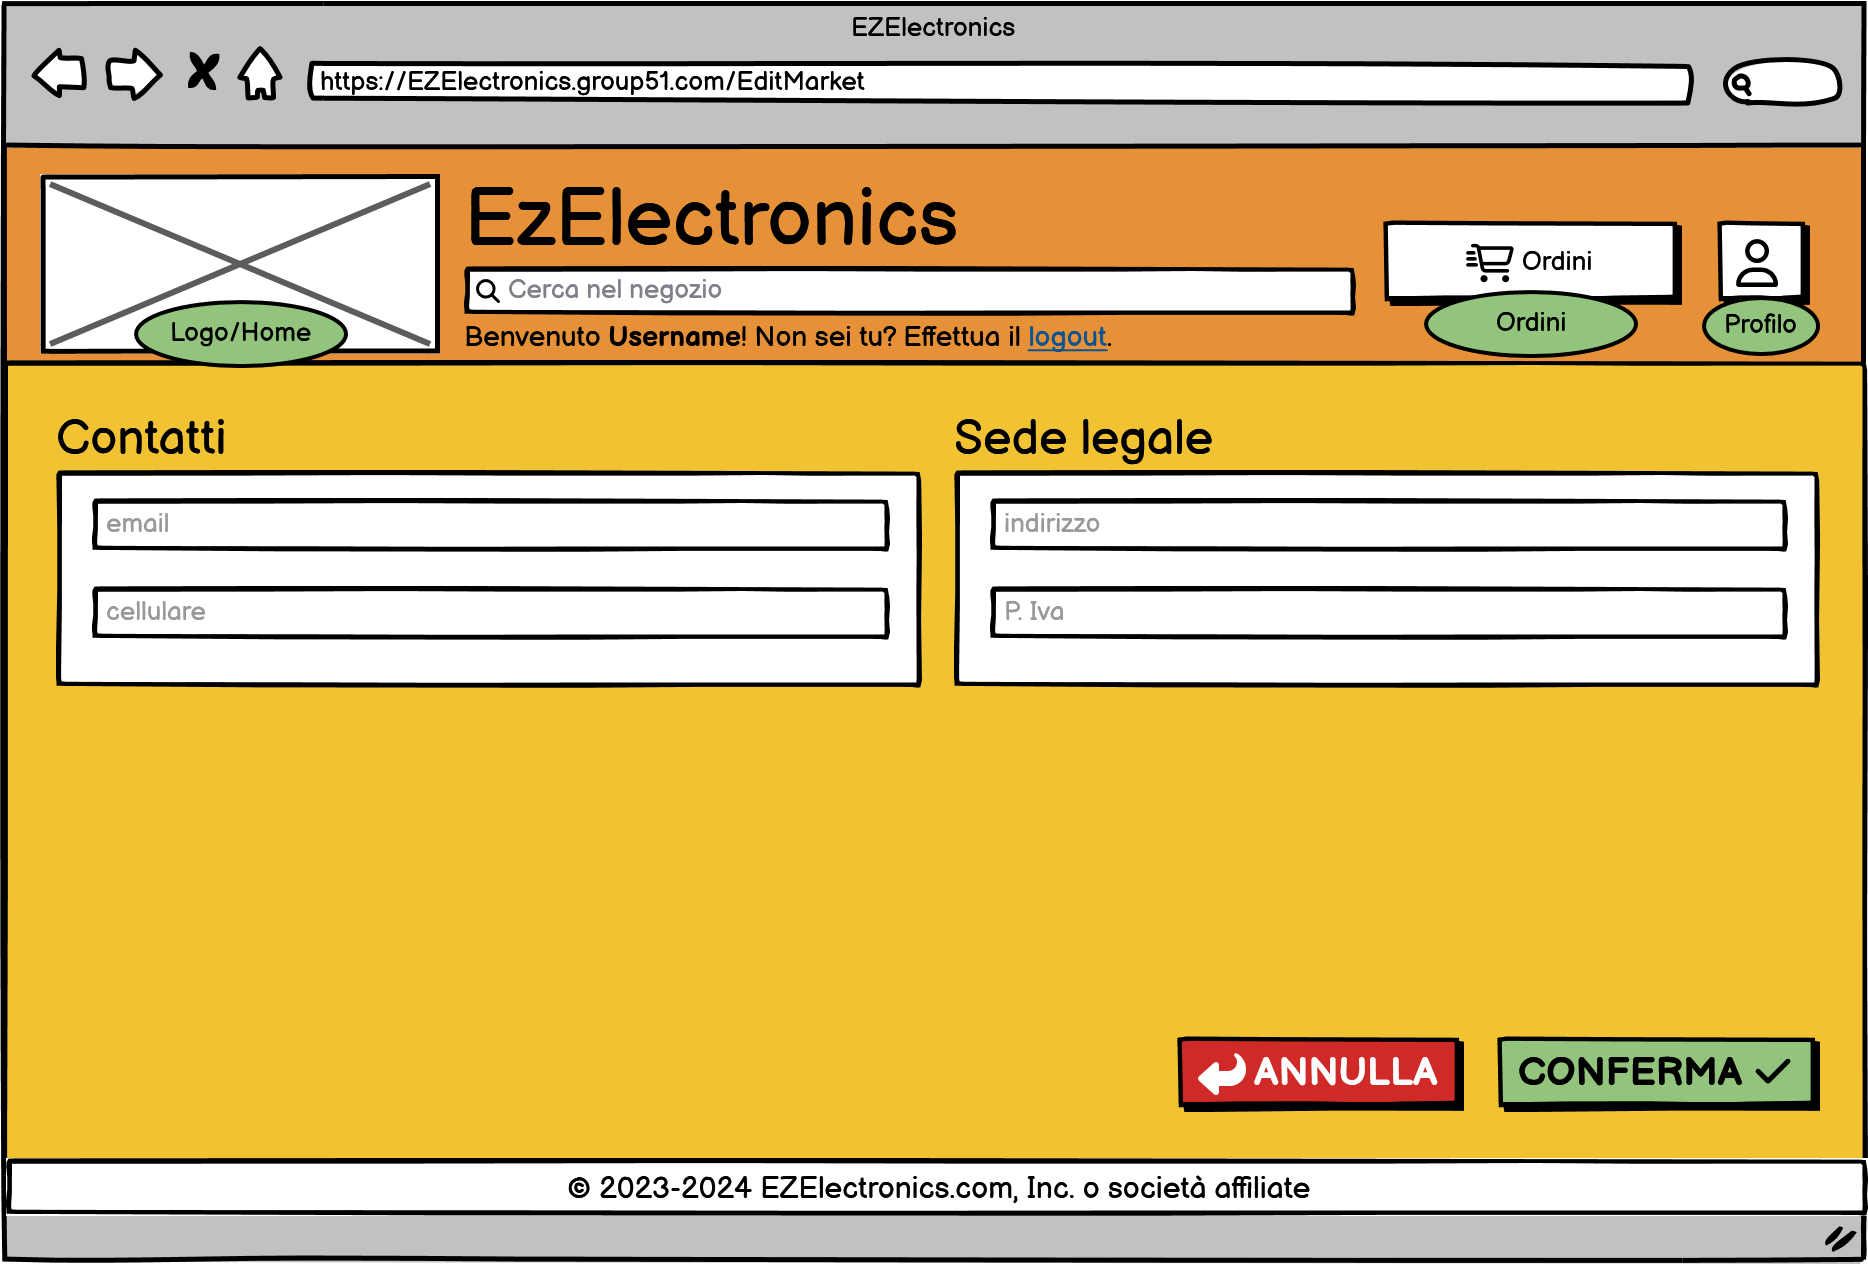 EZElectronics
https://EZElectronics.group51.com/EditMarket
EzElectronics
Cerca nel negozio
Benvenuto Username! Non sei tu? Effettua il logout.
Logo/Home
Ordini
Ordini
Profilo
Contatti
email
cellulare
Sede legale
indirizzo
P. Iva
ANNULLA
CONFERMA
© 2023-2024 EZElectronics.com, Inc. o società affiliate